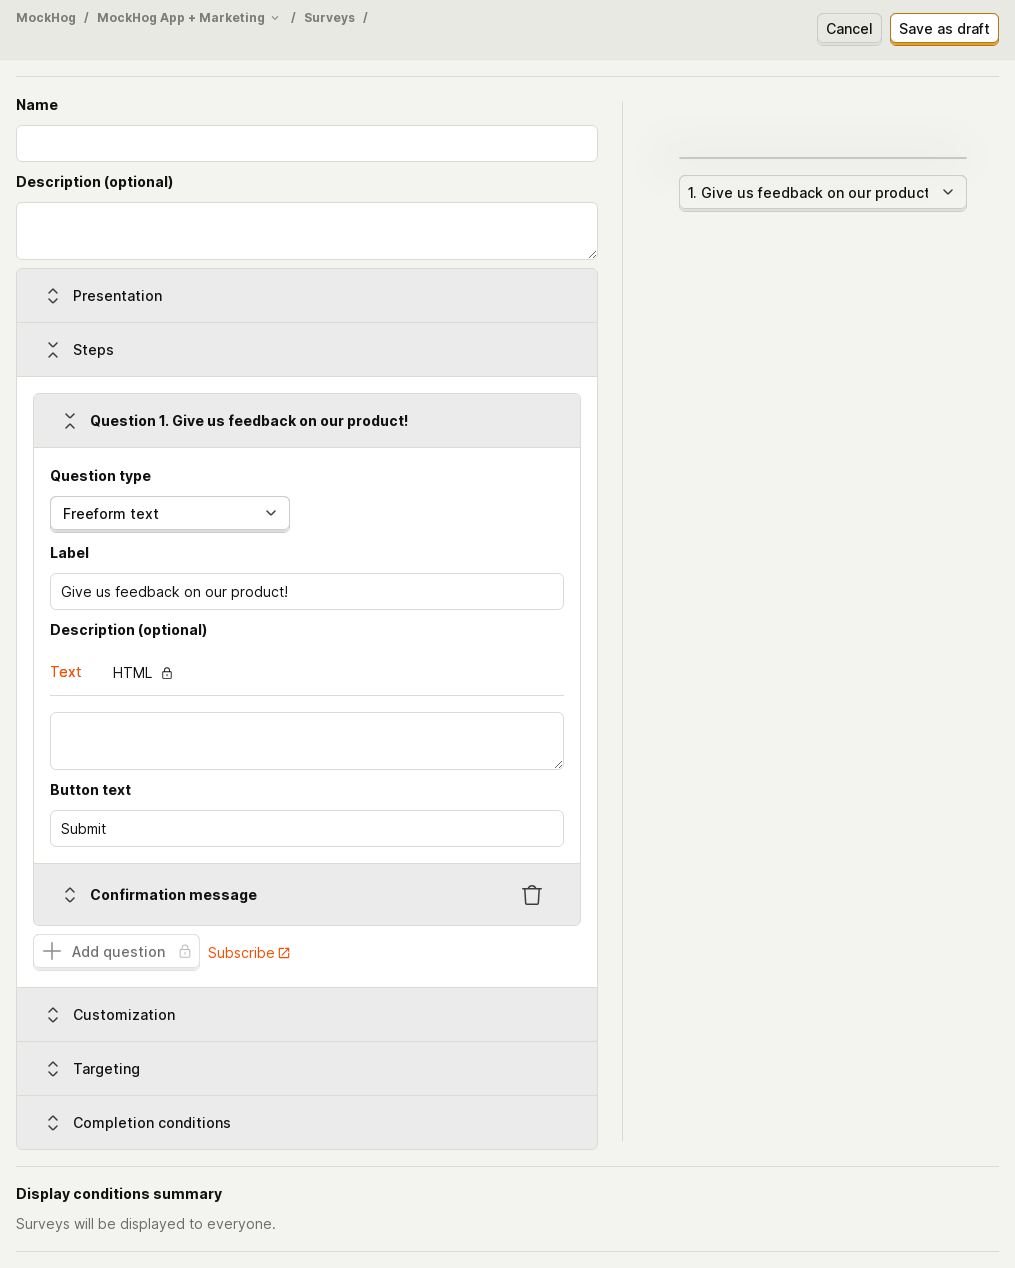 MockHog / MockHog App + Marketing / Surveys /
Cancel
Save as draft
Name
Description (optional)
Presentation
Steps
Question 1. Give us feedback on our product!
Question type
Freeform text
Label
Give us feedback on our product!
Description (optional)
Text HTML
Button text
Submit
Confirmation message
Add question Subscribe
Customization
Targeting
Completion conditions
1. Give us feedback on our product
Display conditions summary
Surveys will be displayed to everyone.